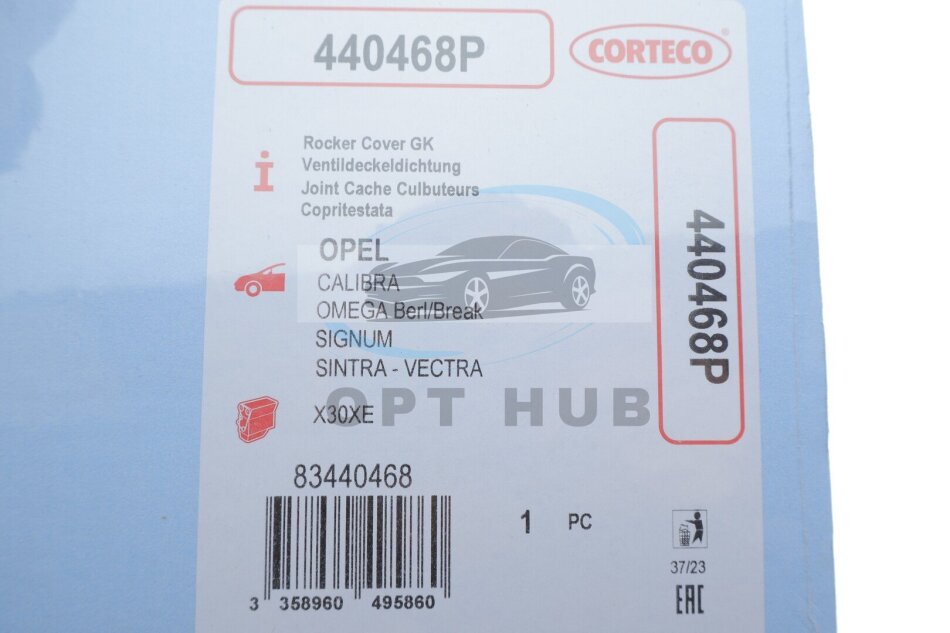 440468P
CORTECO
Rocker Cover GK
Ventildeckeldichtung
Joint Cache Culbuteurs
Copritestata
440468P
OPEL
CALIBRA
OMEGA Berl/Break
SIGNUM
SINTRA - VECTRA
OPT HUB
X30XE
83440468
1 PC
37/23
3 358960 495860
EAC